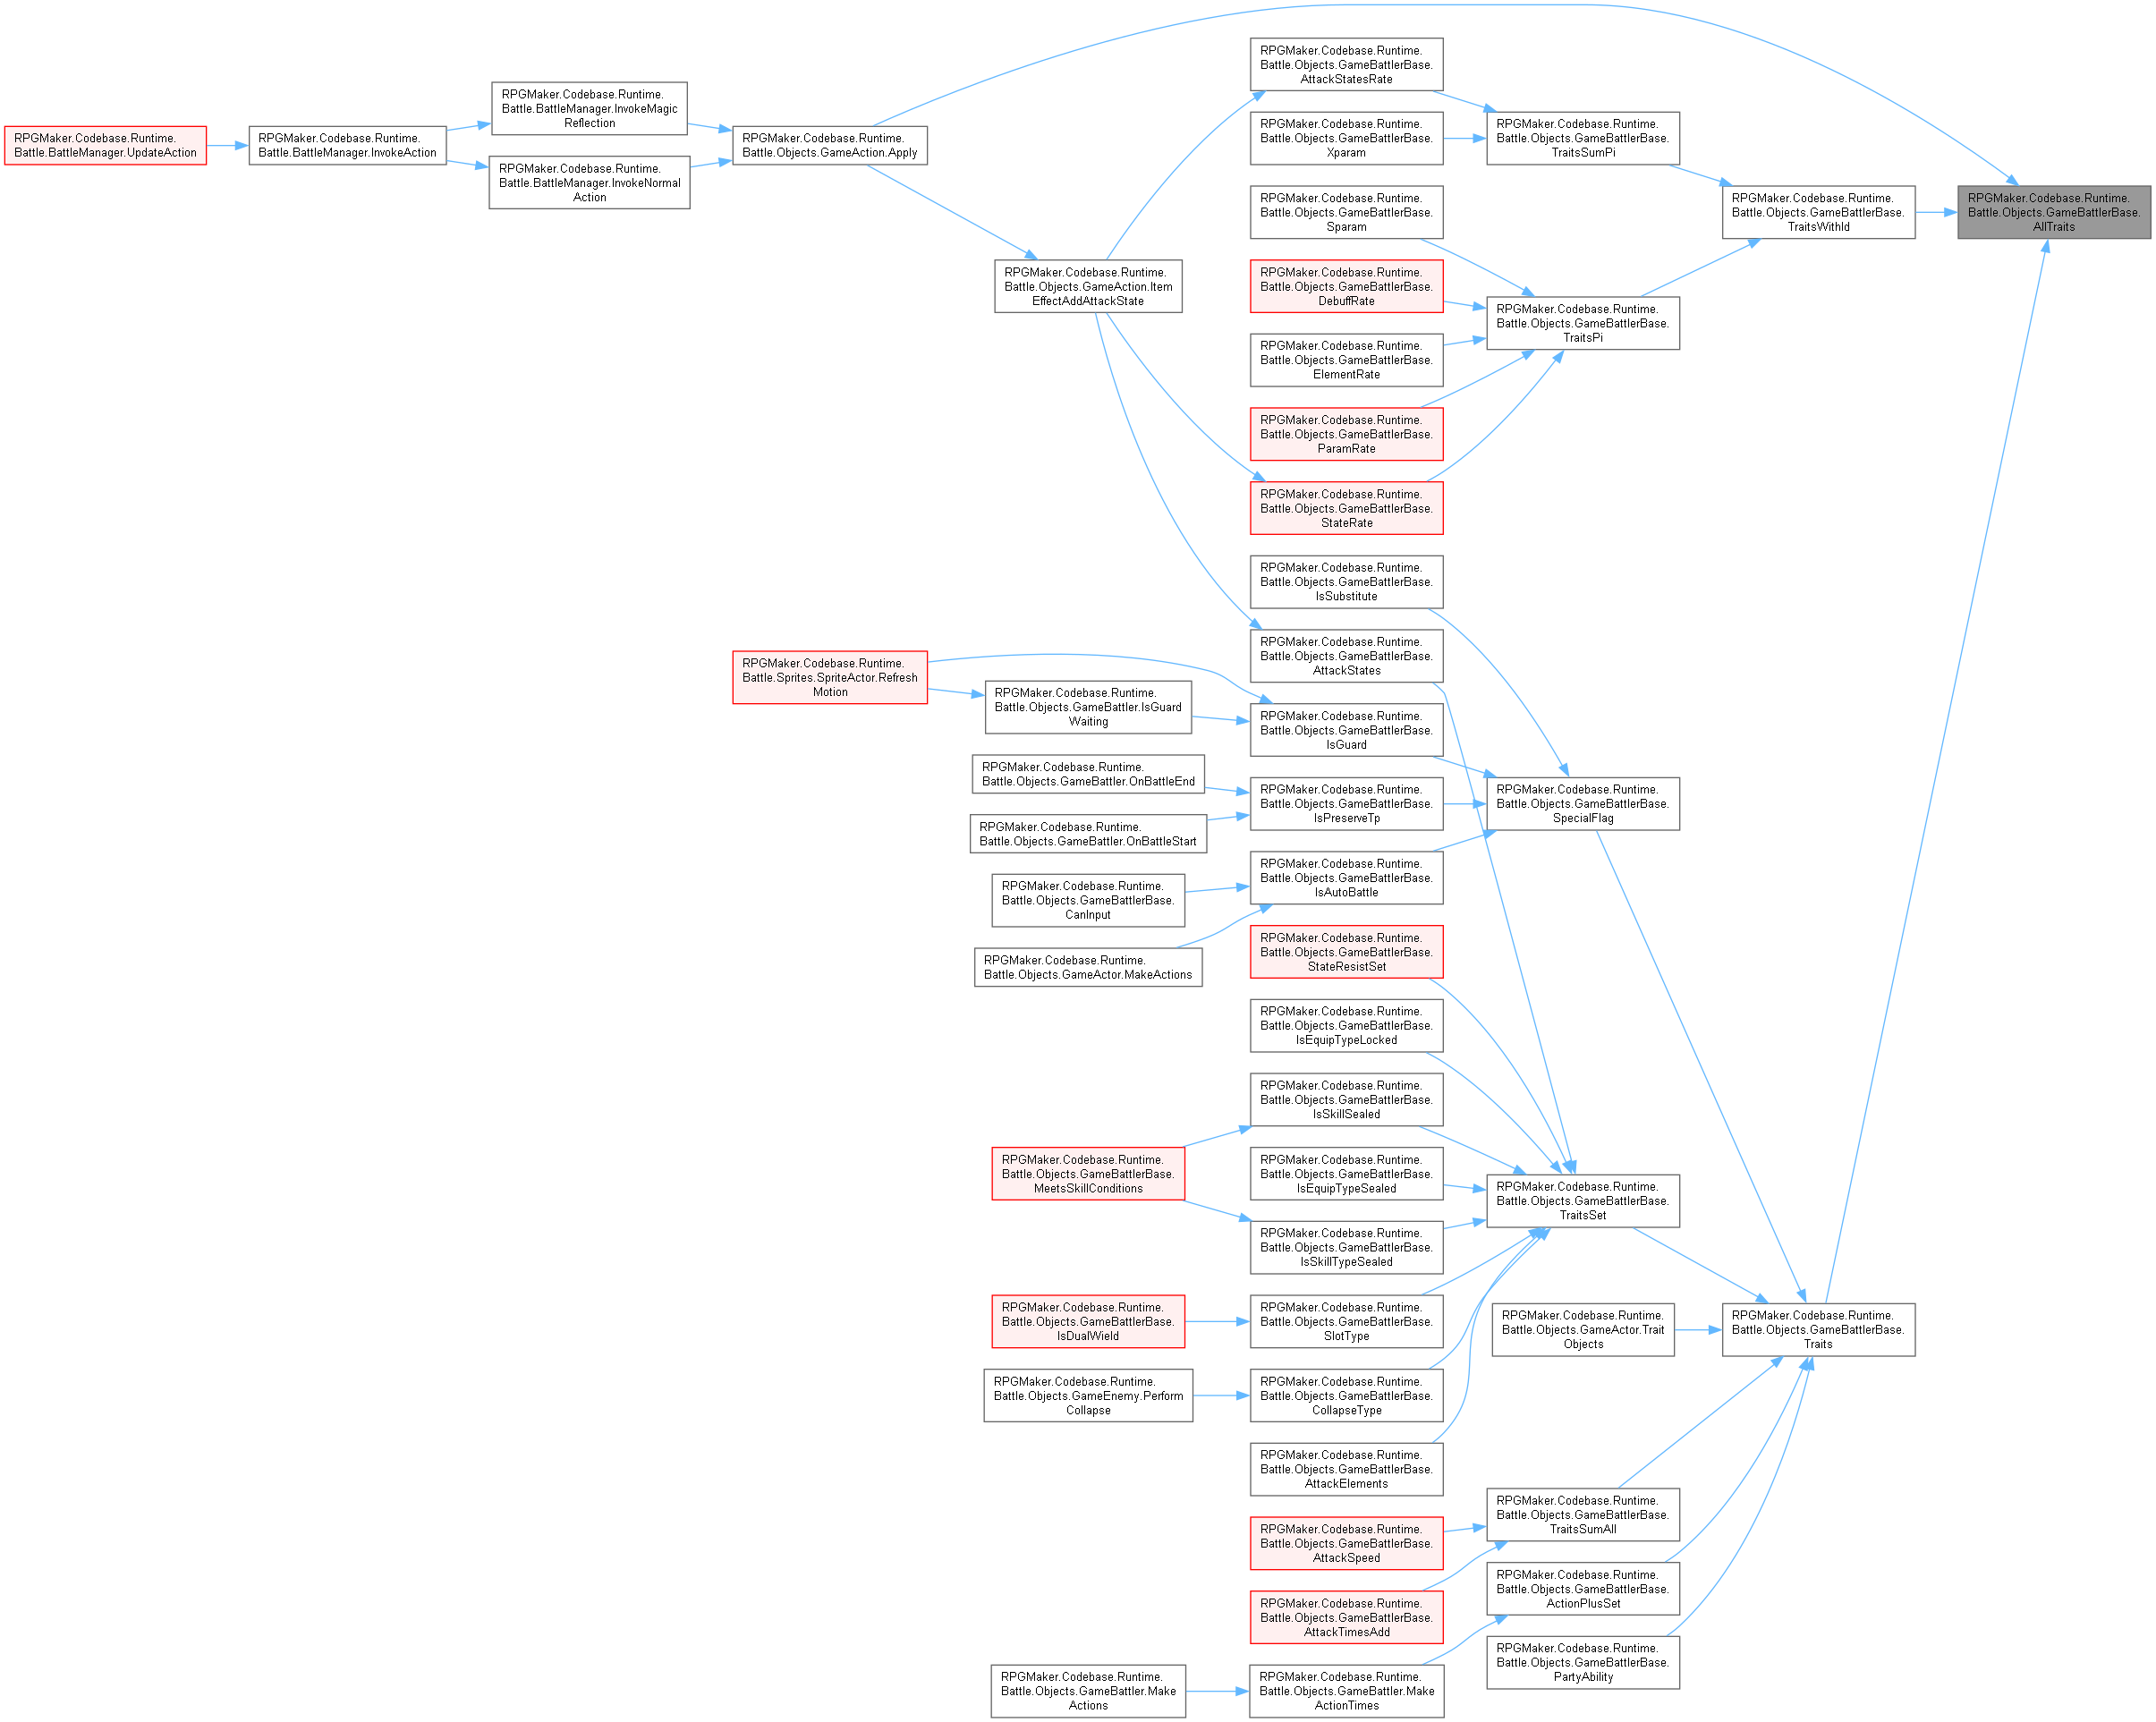 RPGMaker.Codebase.Runtime.
Battle.Objects.GameBattlerBase.
AllTraits
RPGMaker.Codebase.Runtime.
Battle.Objects.GameAction.Apply
RPGMaker.Codebase.Runtime.
Battle.BattleManager.InvokeMagic
Reflection
RPGMaker.Codebase.Runtime.
Battle.BattleManager.InvokeAction
RPGMaker.Codebase.Runtime.
Battle.BattleManager.UpdateAction
RPGMaker.Codebase.Runtime.
Battle.BattleManager.InvokeNormal
Action
RPGMaker.Codebase.Runtime.
Battle.Objects.GameBattlerBase.
TraitsWithId
RPGMaker.Codebase.Runtime.
Battle.Objects.GameBattlerBase.
TraitsSumPi
RPGMaker.Codebase.Runtime.
Battle.Objects.GameBattlerBase.
AttackStatesRate
RPGMaker.Codebase.Runtime.
Battle.Objects.GameBattlerBase.
Xparam
RPGMaker.Codebase.Runtime.
Battle.Objects.GameAction.Item
EffectAddAttackState
RPGMaker.Codebase.Runtime.
Battle.Objects.GameBattlerBase.
TraitsPi
RPGMaker.Codebase.Runtime.
Battle.Objects.GameBattlerBase.
Sparam
RPGMaker.Codebase.Runtime.
Battle.Objects.GameBattlerBase.
DebuffRate
RPGMaker.Codebase.Runtime.
Battle.Objects.GameBattlerBase.
ElementRate
RPGMaker.Codebase.Runtime.
Battle.Objects.GameBattlerBase.
ParamRate
RPGMaker.Codebase.Runtime.
Battle.Objects.GameBattlerBase.
StateRate
RPGMaker.Codebase.Runtime.
Battle.Objects.GameBattlerBase.
Traits
RPGMaker.Codebase.Runtime.
Battle.Objects.GameBattlerBase.
SpecialFlag
RPGMaker.Codebase.Runtime.
Battle.Objects.GameBattlerBase.
IsSubstitute
RPGMaker.Codebase.Runtime.
Battle.Objects.GameBattlerBase.
AttackStates
RPGMaker.Codebase.Runtime.
Battle.Objects.GameBattlerBase.
IsGuard
RPGMaker.Codebase.Runtime.
Battle.Sprites.SpriteActor.Refresh
Motion
RPGMaker.Codebase.Runtime.
Battle.Objects.GameBattler.IsGuard
Waiting
RPGMaker.Codebase.Runtime.
Battle.Objects.GameBattlerBase.
IsPreserveTp
RPGMaker.Codebase.Runtime.
Battle.Objects.GameBattler.OnBattleEnd
RPGMaker.Codebase.Runtime.
Battle.Objects.GameBattler.OnBattleStart
RPGMaker.Codebase.Runtime.
Battle.Objects.GameBattlerBase.
IsAutoBattle
RPGMaker.Codebase.Runtime.
Battle.Objects.GameBattlerBase.
CanInput
RPGMaker.Codebase.Runtime.
Battle.Objects.GameActor.MakeActions
RPGMaker.Codebase.Runtime.
Battle.Objects.GameBattlerBase.
TraitsSet
RPGMaker.Codebase.Runtime.
Battle.Objects.GameBattlerBase.
StateResistSet
RPGMaker.Codebase.Runtime.
Battle.Objects.GameBattlerBase.
IsEquipTypeLocked
RPGMaker.Codebase.Runtime.
Battle.Objects.GameBattlerBase.
IsSkillSealed
RPGMaker.Codebase.Runtime.
Battle.Objects.GameBattlerBase.
MeetsSkillConditions
RPGMaker.Codebase.Runtime.
Battle.Objects.GameBattlerBase.
IsEquipTypeSealed
RPGMaker.Codebase.Runtime.
Battle.Objects.GameBattlerBase.
IsSkillTypeSealed
RPGMaker.Codebase.Runtime.
Battle.Objects.GameBattlerBase.
SlotType
RPGMaker.Codebase.Runtime.
Battle.Objects.GameBattlerBase.
IsDualWield
RPGMaker.Codebase.Runtime.
Battle.Objects.GameActor.Trait
Objects
RPGMaker.Codebase.Runtime.
Battle.Objects.GameBattlerBase.
CollapseType
RPGMaker.Codebase.Runtime.
Battle.Objects.GameEnemy.Perform
Collapse
RPGMaker.Codebase.Runtime.
Battle.Objects.GameBattlerBase.
AttackElements
RPGMaker.Codebase.Runtime.
Battle.Objects.GameBattlerBase.
TraitsSumAll
RPGMaker.Codebase.Runtime.
Battle.Objects.GameBattlerBase.
AttackSpeed
RPGMaker.Codebase.Runtime.
Battle.Objects.GameBattlerBase.
AttackTimesAdd
RPGMaker.Codebase.Runtime.
Battle.Objects.GameBattlerBase.
ActionPlusSet
RPGMaker.Codebase.Runtime.
Battle.Objects.GameBattlerBase.
PartyAbility
RPGMaker.Codebase.Runtime.
Battle.Objects.GameBattler.Make
ActionTimes
RPGMaker.Codebase.Runtime.
Battle.Objects.GameBattler.Make
Actions